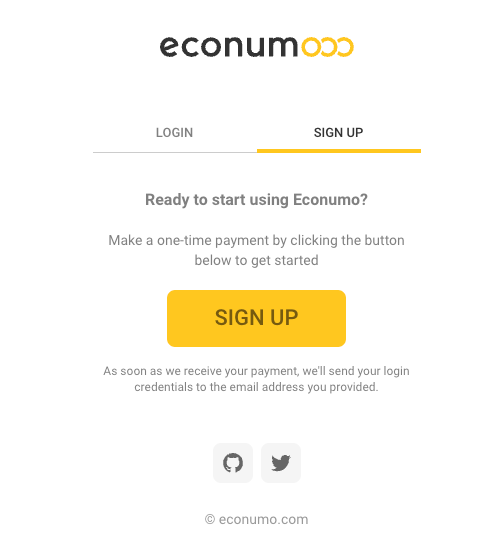 econumo
LOGIN
SIGN UP
Ready to start using Econumo?
Make a one-time payment by clicking the button
below to get started
SIGN UP
As soon as we receive your payment, we'll send your login
credentials to the email address you provided.
© econumo.com